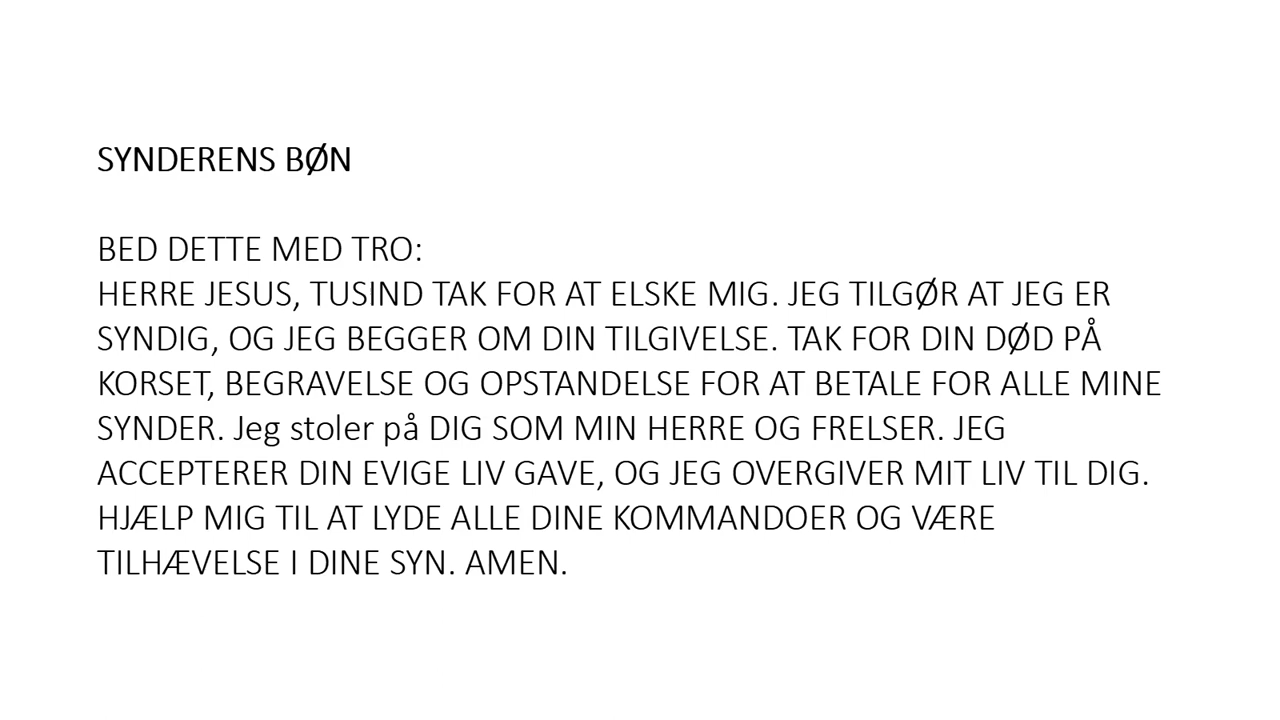 SYNDERENS BØN
BED DETTE MED TRO:
HERRE JESUS, TUSIND TAK FOR AT ELSKE MIG. JEG TILGØR AT JEG ER
SYNDIG, OG JEG BEGGER OM DIN TILGIVELSE. TAK FOR DIN DØD PÅ
KORSET, BEGRAVELSE OG OPSTANDELSE FOR AT BETALE FOR ALLE MINE
SYNDER. Jeg stoler på DIG SOM MIN HERRE OG FRELSER. JEG
ACCEPTERER DIN EVIGE LIV GAVE, OG JEG OVERGIVER MIT LIV TIL DIG.
HJÆLP MIG TIL AT LYDE ALLE DINE KOMMANDOER OG VÆRE
TILHÆVELSE I DINE SYN. AMEN.